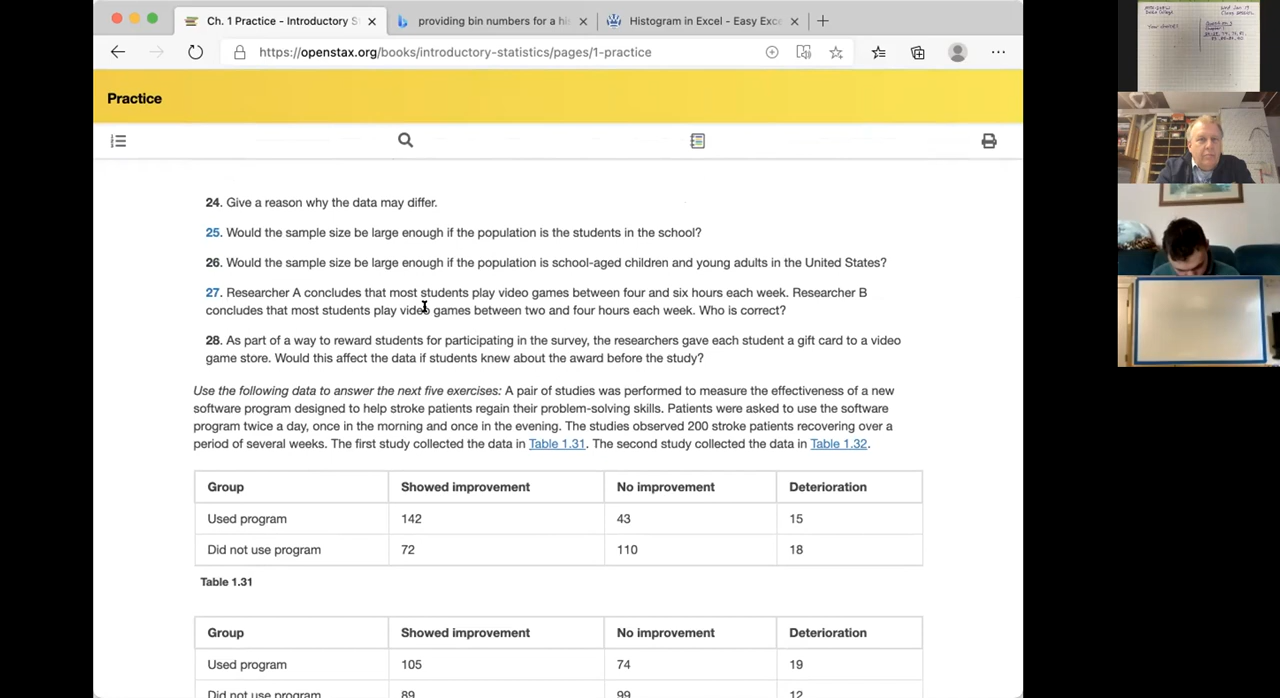 Ch. 1 Practice - Introductory S
providing bin numbers for a hi
Histogram in Excel - Easy Exce
https://openstax.org/books/introductory-statistics/pages/1-practice
Practice
24. Give a reason why the data may differ.
25. Would the sample size be large enough if the population is the students in the school?
26. Would the sample size be large enough if the population is school-aged children and young adults in the United States?
27. Researcher A concludes that most students play video games between four and six hours each week. Researcher B
concludes that most students play video games between two and four hours each week. Who is correct?
28. As part of a way to reward students for participating in the survey, the researchers gave each student a gift card to a video
game store. Would this affect the data if students knew about the award before the study?
Use the following data to answer the next five exercises: A pair of studies was performed to measure the effectiveness of a new
software program designed to help stroke patients regain their problem-solving skills. Patients were asked to use the software
program twice a day, once in the morning and once in the evening. The studies observed 200 stroke patients recovering over a
period of several weeks. The first study collected the data in Table 1.31. The second study collected the data in Table 1.32.
Group Showed improvement No improvement Deterioration
Used program 142 43 15
Did not use program 72 110 18
Table 1.31
Group Showed improvement No improvement Deterioration
Used program 105 74 19
Did not use program 89 99 12